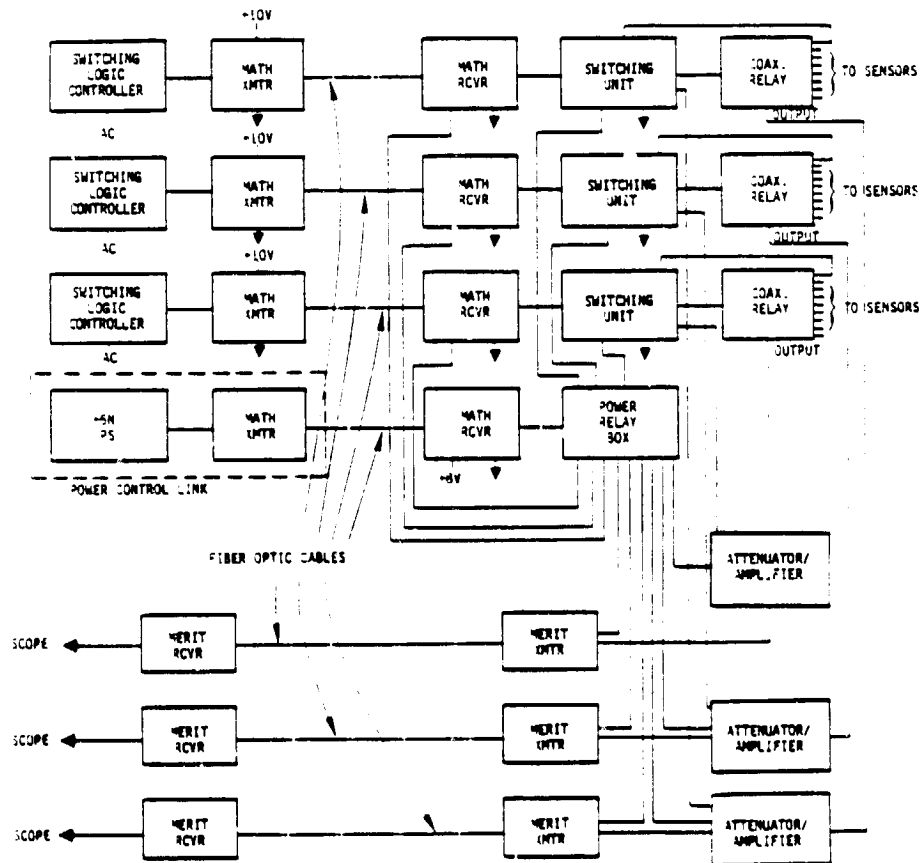 +10V
SWITCHING
LOGIC
CONTROLLER
MATH
XMTR
MATH
RCVR
SWITCHING
UNIT
COAX.
RELAY
TO SENSORS
OUTPUT
AC
+10V
SWITCHING
LOGIC
CONTROLLER
MATH
XMTR
MATH
RCVR
SWITCHING
UNIT
COAX.
RELAY
TO SENSORS
OUTPUT
AC
+10V
SWITCHING
LOGIC
CONTROLLER
MATH
XMTR
MATH
RCVR
SWITCHING
UNIT
COAX.
RELAY
TO SENSORS
OUTPUT
AC
PS
MATH
XMTR
MATH
RCVR
POWER
RELAY
BOX
POWER CONTROL LINK
FIBER OPTIC CABLES
ATTENUATOR/
AMPLIFIER
SCOPE
MERIT
RCVR
MERIT
XMTR
SCOPE
MERIT
RCVR
MERIT
XMTR
ATTENUATOR/
AMPLIFIER
SCOPE
MERIT
RCVR
MERIT
XMTR
ATTENUATOR/
AMPLIFIER